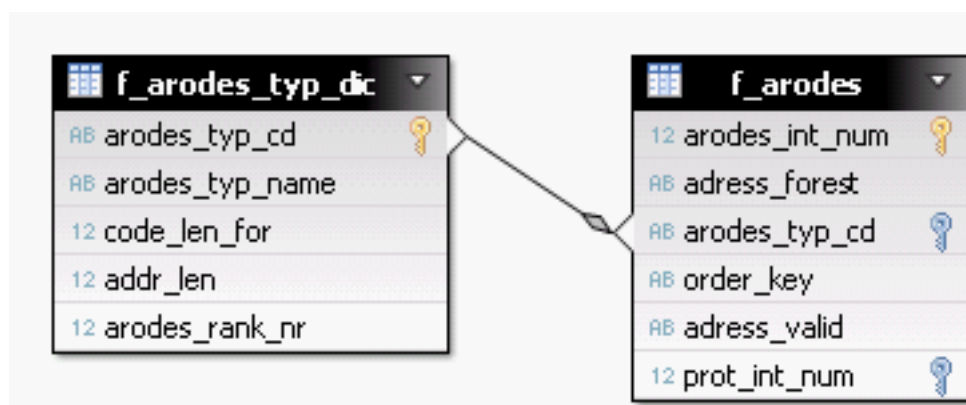 f_arodes_typ_dic
AB arodes_typ_cd
AB arodes_typ_name
12 code_len_for
12 addr_len
12 arodes_rank_nr
f_arodes
12 arodes_int_num
AB adress_forest
AB arodes_typ_cd
AB order_key
AB adress_valid
12 prot_int_num